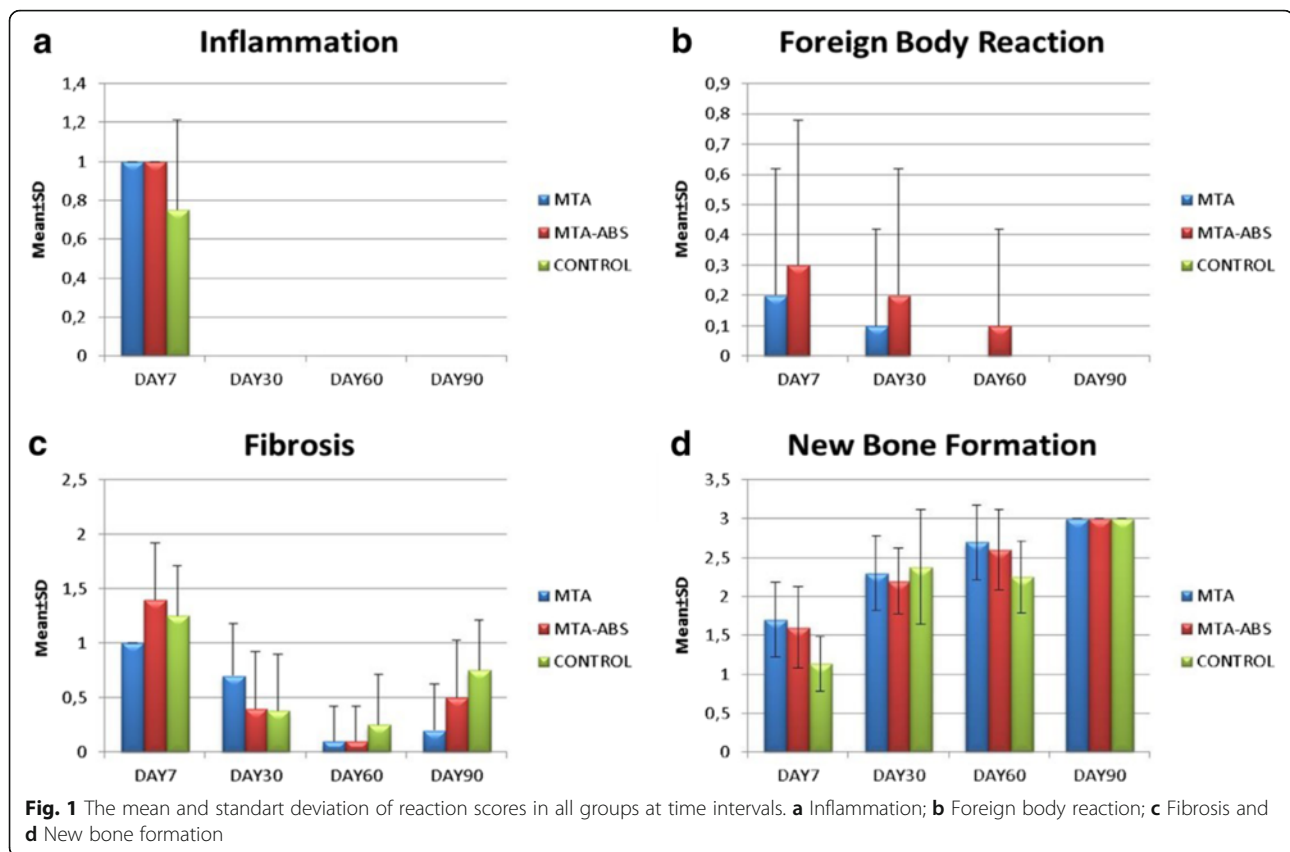 a Inflammation
Mean±SD
1,4
1,2
1
0,8
0,6
0,4
0,2
0
DAY7 DAY30 DAY60 DAY90
MTA
MTA-ABS
CONTROL
b Foreign Body Reaction
Mean±SD
0,9
0,8
0,7
0,6
0,5
0,4
0,3
0,2
0,1
0
DAY7 DAY30 DAY60 DAY90
MTA
MTA-ABS
CONTROL
c Fibrosis
Mean±SD
2,5
2
1,5
1
0,5
0
DAY7 DAY30 DAY60 DAY90
MTA
MTA-ABS
CONTROL
d New Bone Formation
Mean±SD
3,5
3
2,5
2
1,5
1
0,5
0
DAY7 DAY30 DAY60 DAY90
MTA
MTA-ABS
CONTROL
Fig. 1 The mean and standart deviation of reaction scores in all groups at time intervals. a Inflammation; b Foreign body reaction; c Fibrosis and
d New bone formation